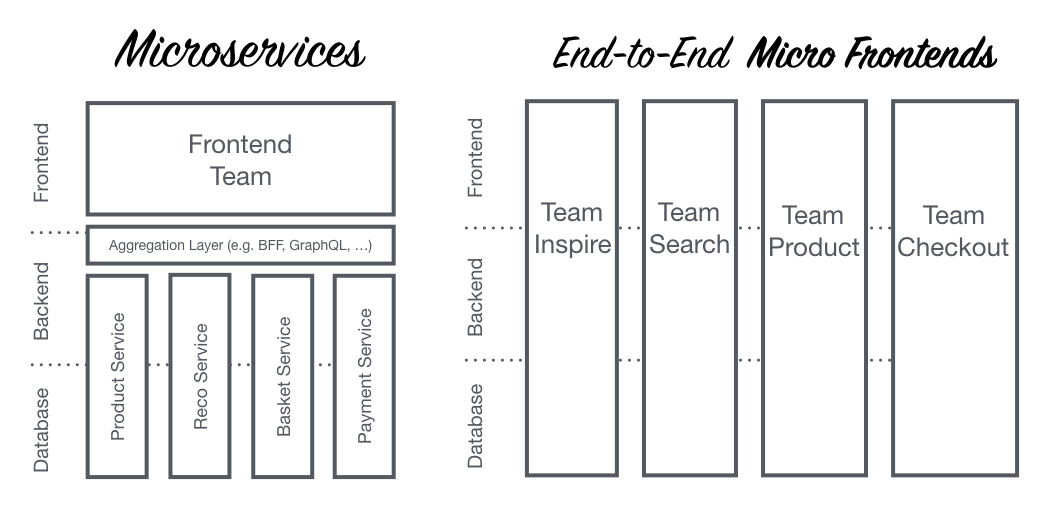 Microservices
Frontend
Backend
Database
Frontend
Team
Aggregation Layer (e.g. BFF, GraphQL, …)
Product Service
Reco Service
Basket Service
Payment Service
End-to-End Micro Frontends
Frontend
Backend
Database
Team
Inspire
Team
Search
Team
Product
Team
Checkout